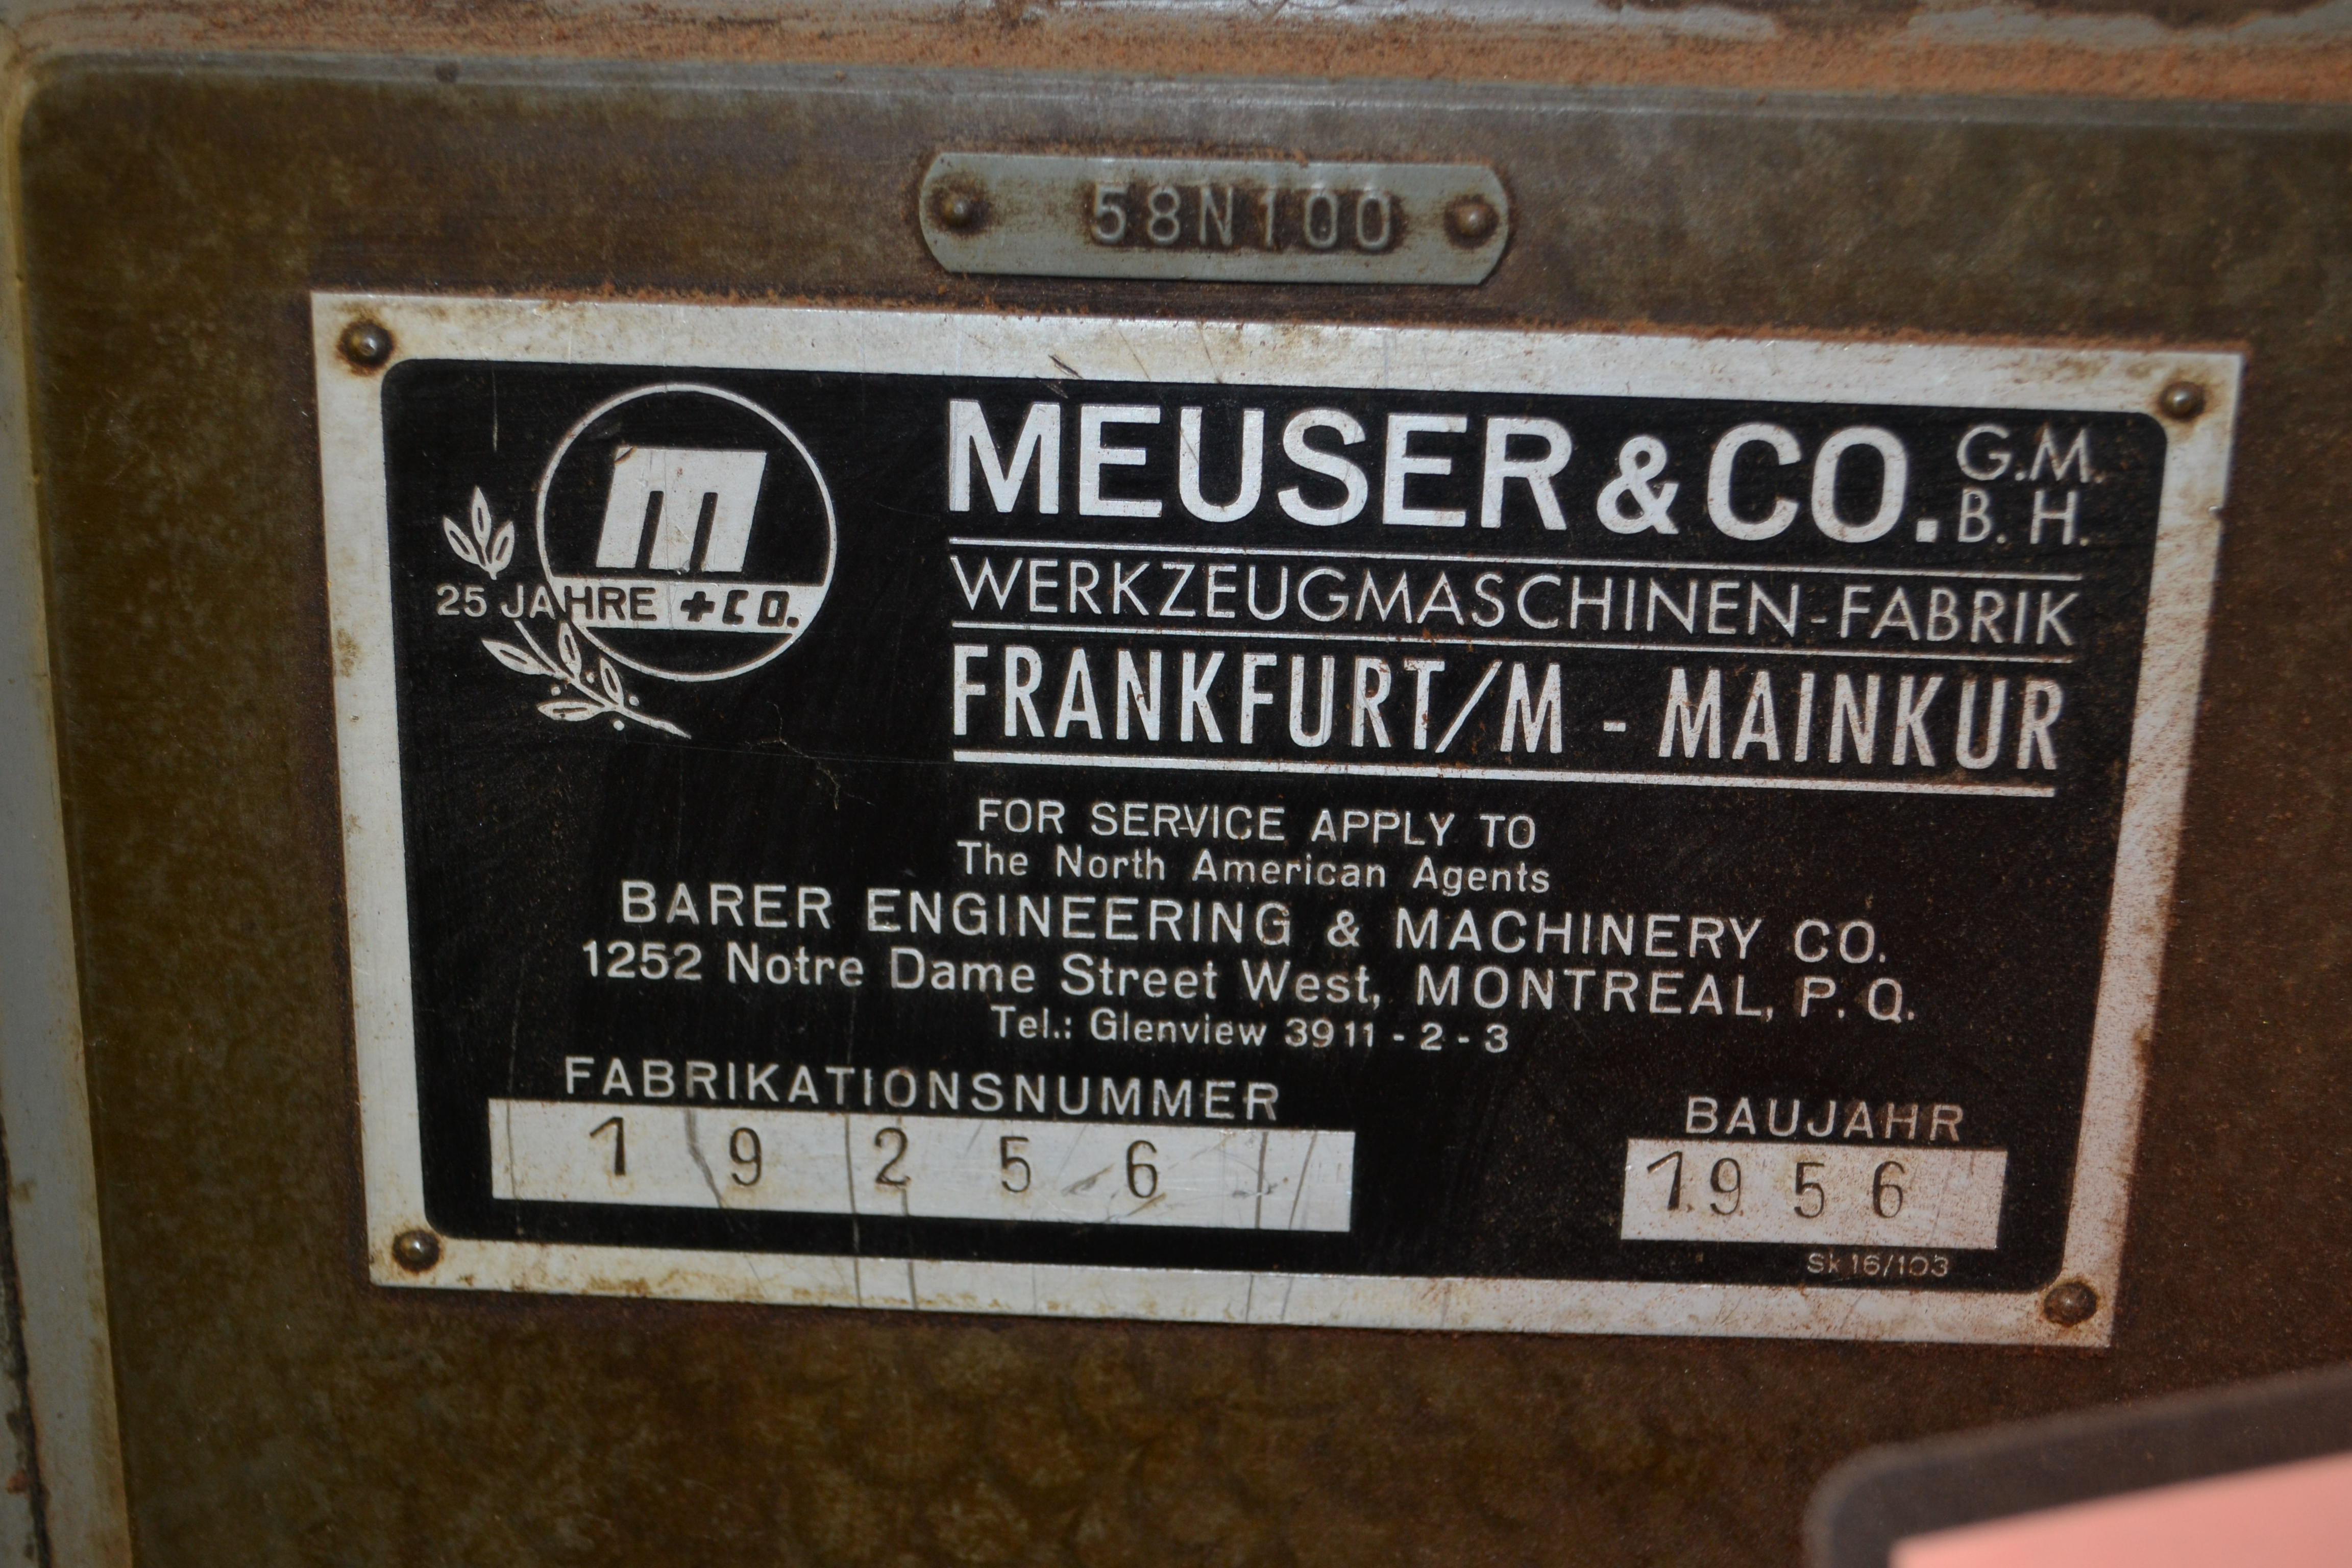 58N100
m
25 JAHRE +CO.
MEUSER & CO. G.M.
B. H.
WERKZEUGMASCHINEN-FABRIK
FRANKFURT/M - MAINKUR
FOR SERVICE APPLY TO
The North American Agents
BARER ENGINEERING & MACHINERY CO.
1252 Notre Dame Street West, MONTREAL, P. Q.
Tel.: Glenview 3911 - 2 - 3
FABRIKATIONSNUMMER
19256
BAUJAHR
1956
Sk 16/103